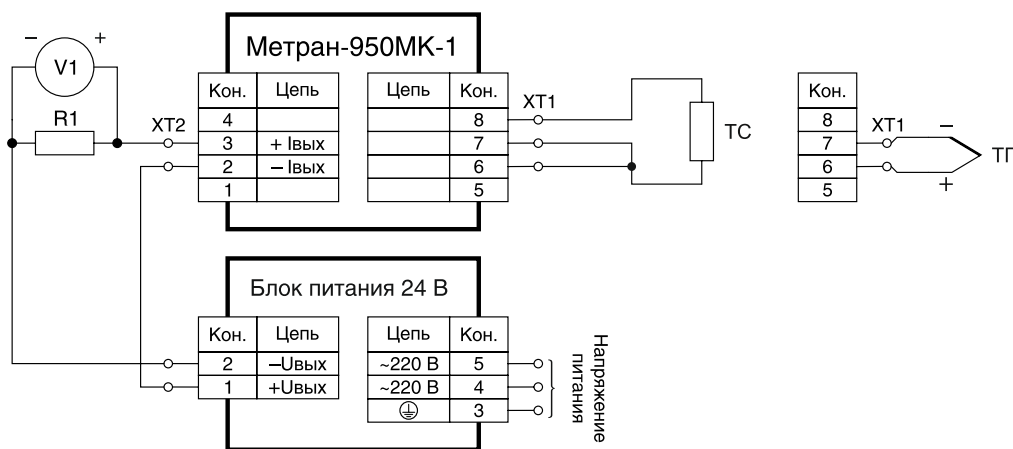 Метран-950МК-1
– V1 +
R1
XT2
Кон. Цепь
4
3 + Iвых
2 – Iвых
1
Цепь Кон.
8
7
6
5
XT1
ТС
Кон.
8
7
6
5
XT1
–
+
ТП
Блок питания 24 В
Кон. Цепь
2 –Uвых
1 +Uвых
Цепь Кон.
~220 В 5
~220 В 4
3
Напряжение
питания